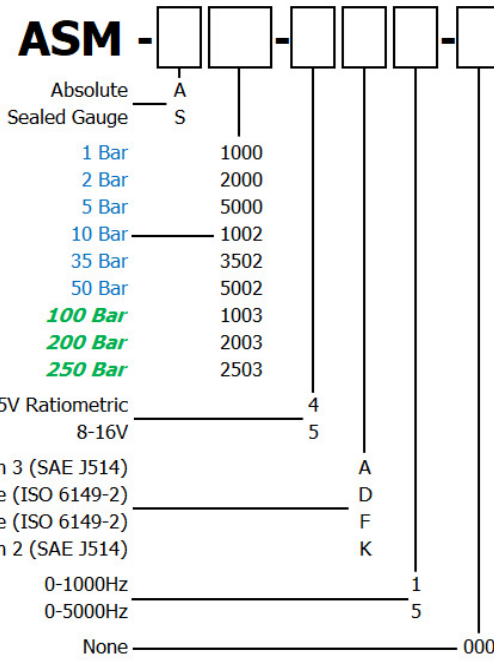 ASM - -  -
Absolute A
Sealed Gauge S
1 Bar 1000
2 Bar 2000
5 Bar 5000
10 Bar 1002
35 Bar 3502
50 Bar 5002
100 Bar 1003
200 Bar 2003
250 Bar 2503
5V Ratiometric 4
8-16V 5
3 (SAE J514) A
(ISO 6149-2) D
(ISO 6149-2) F
2 (SAE J514) K
0-1000Hz 1
0-5000Hz 5
None 000